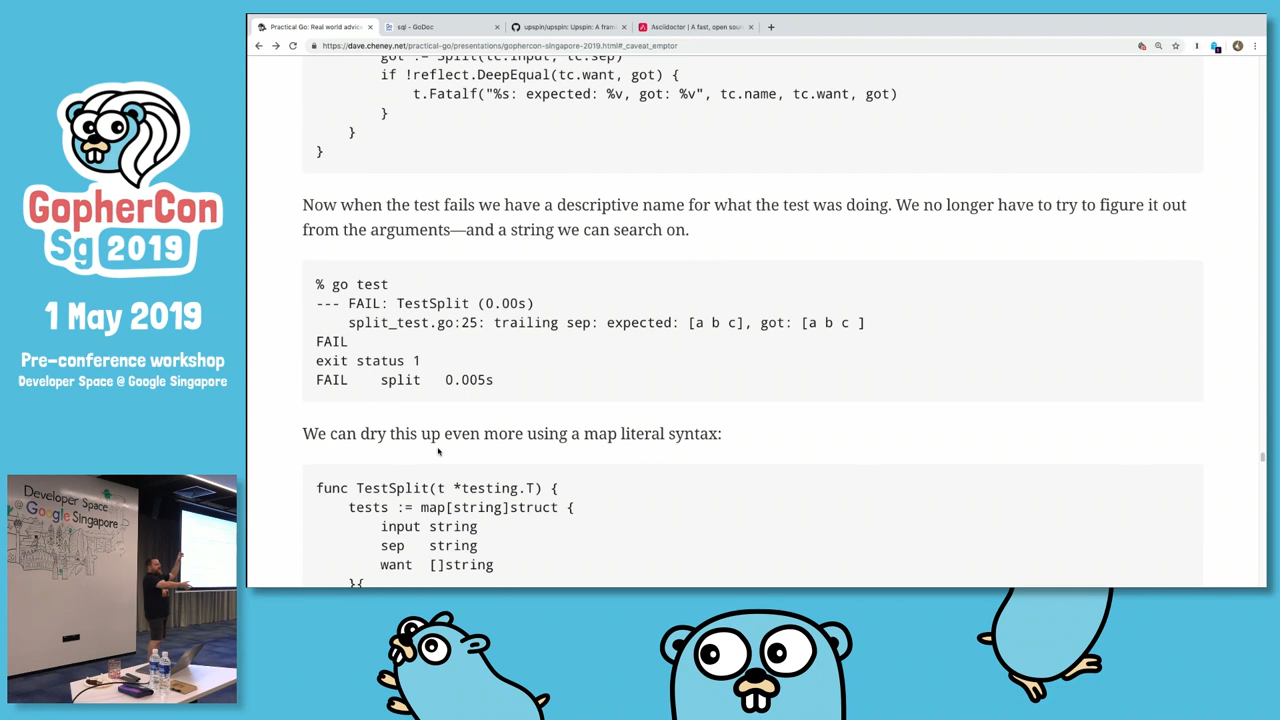 GopherCon
Sg 2019
1 May 2019
Pre-conference workshop
Developer Space @ Google Singapore
Developer Space
@ Google Singapore
Practical Go: Real world advic
sql - GoDoc
upspin/upspin: Upspin: A fram
Asciidoctor | A fast, open sou
https://dave.cheney.net/practical-go/presentations/gophercon-singapore-2019.html#_caveat_emptor
got := Split(tc.input, tc.sep)
if !reflect.DeepEqual(tc.want, got) {
t.Fatalf("%s: expected: %v, got: %v", tc.name, tc.want, got)
}
}
}
Now when the test fails we have a descriptive name for what the test was doing. We no longer have to try to figure it out
from the arguments—and a string we can search on.
% go test
--- FAIL: TestSplit (0.00s)
split_test.go:25: trailing sep: expected: [a b c], got: [a b c ]
FAIL
exit status 1
FAIL split 0.005s
We can dry this up even more using a map literal syntax:
func TestSplit(t *testing.T) {
tests := map[string]struct {
input string
sep string
want []string
}{